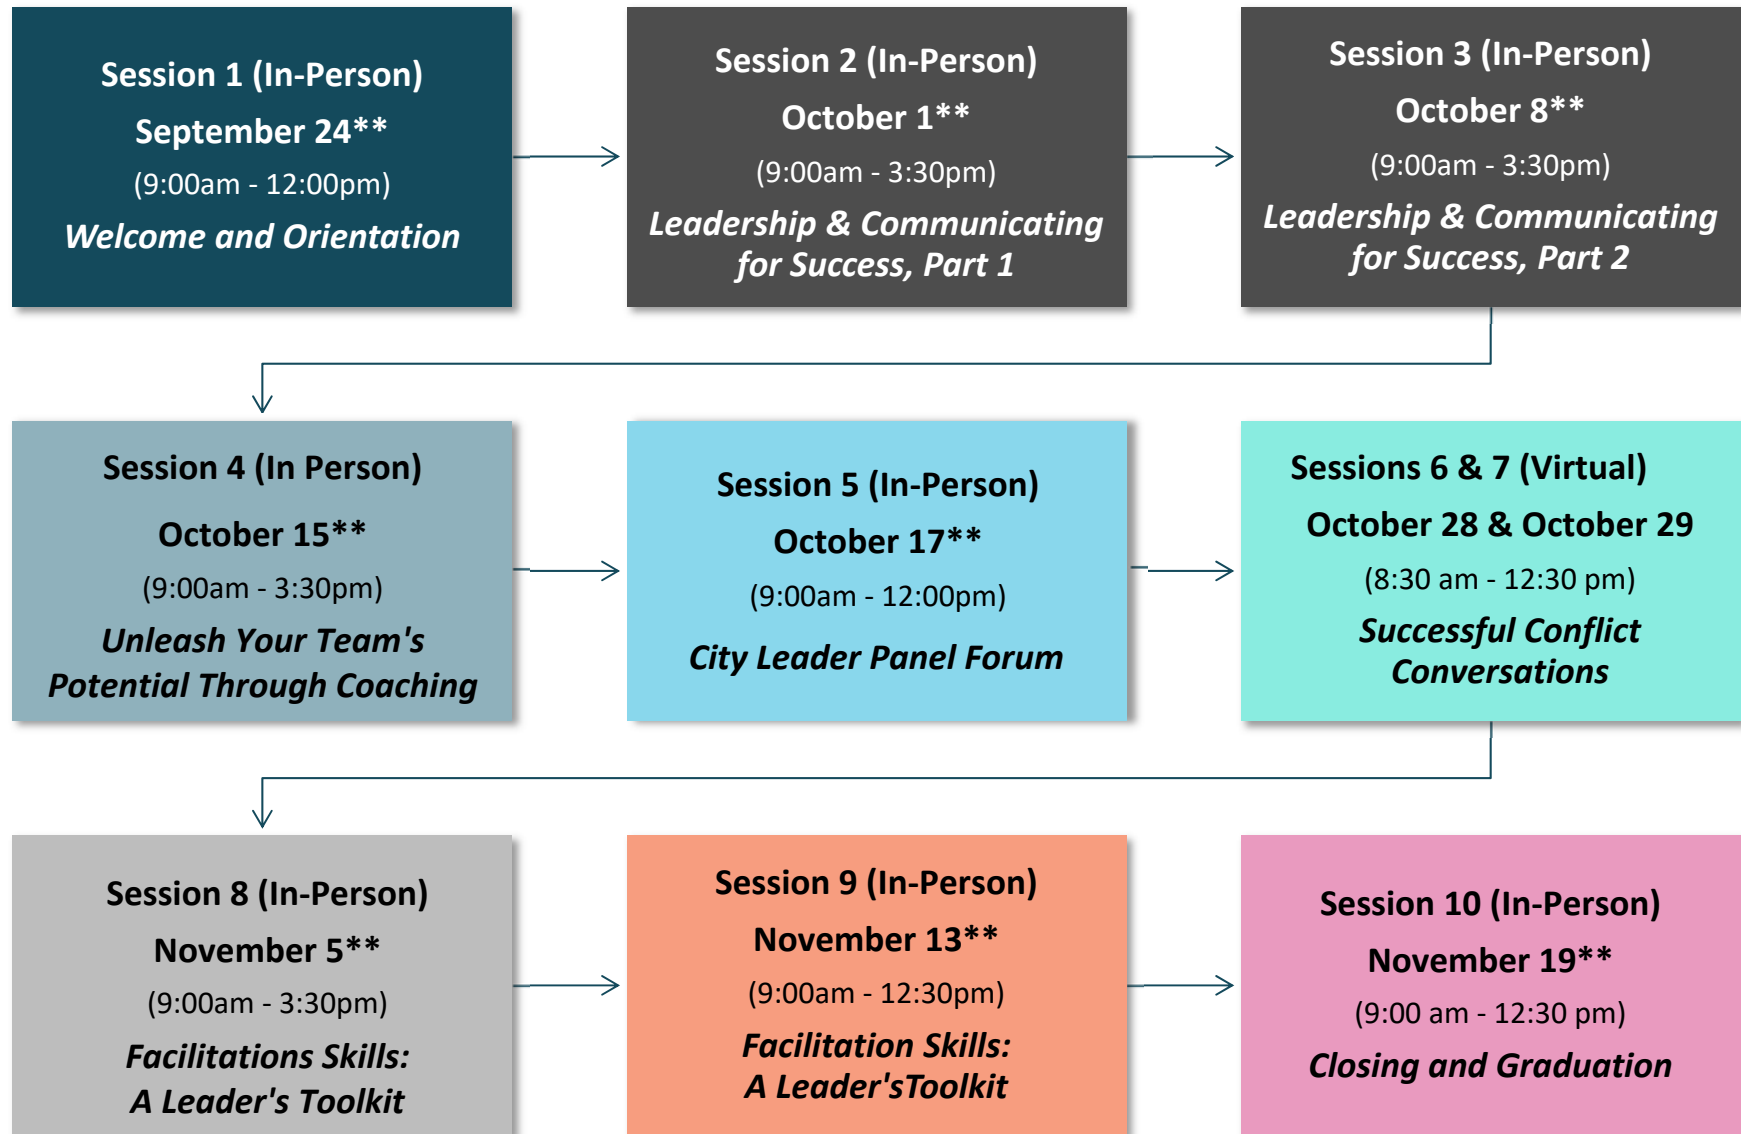 Session 1 (In-Person)
September 24**
(9:00am - 12:00pm)
Welcome and Orientation
Session 2 (In-Person)
October 1**
(9:00am - 3:30pm)
Leadership & Communicating
for Success, Part 1
Session 3 (In-Person)
October 8**
(9:00am - 3:30pm)
Leadership & Communicating
for Success, Part 2
Session 4 (In Person)
October 15**
(9:00am - 3:30pm)
Unleash Your Team's
Potential Through Coaching
Session 5 (In-Person)
October 17**
(9:00am - 12:00pm)
City Leader Panel Forum
Sessions 6 & 7 (Virtual)
October 28 & October 29
(8:30 am - 12:30 pm)
Successful Conflict
Conversations
Session 8 (In-Person)
November 5**
(9:00am - 3:30pm)
Facilitations Skills:
A Leader's Toolkit
Session 9 (In-Person)
November 13**
(9:00am - 12:30pm)
Facilitation Skills:
A Leader'sToolkit
Session 10 (In-Person)
November 19**
(9:00 am - 12:30 pm)
Closing and Graduation